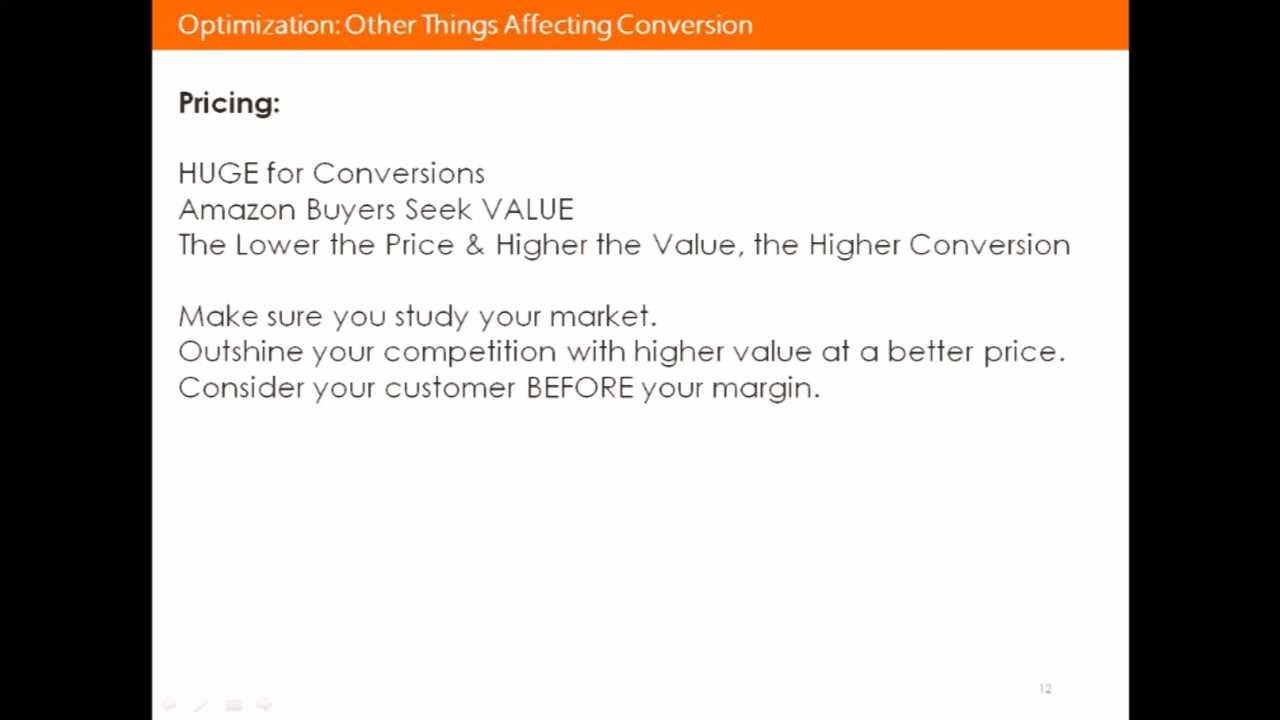 Optimization: Other Things Affecting Conversion
Pricing:
HUGE for Conversions
Amazon Buyers Seek VALUE
The Lower the Price & Higher the Value, the Higher Conversion
Make sure you study your market.
Outshine your competition with higher value at a better price.
Consider your customer BEFORE your margin.
12